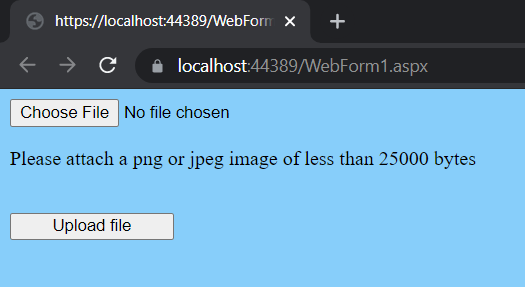 https://localhost:44389/WebForm
localhost:44389/WebForm1.aspx
Choose File No file chosen
Please attach a png or jpeg image of less than 25000 bytes
Upload file